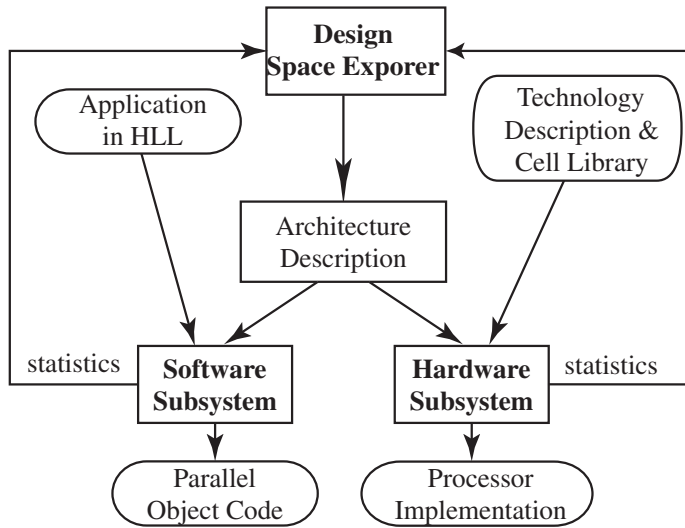 Design
Space Exporer
Application
in HLL
Technology
Description &
Cell Library
Architecture
Description
statistics
Software
Subsystem
Hardware
Subsystem
statistics
Parallel
Object Code
Processor
Implementation